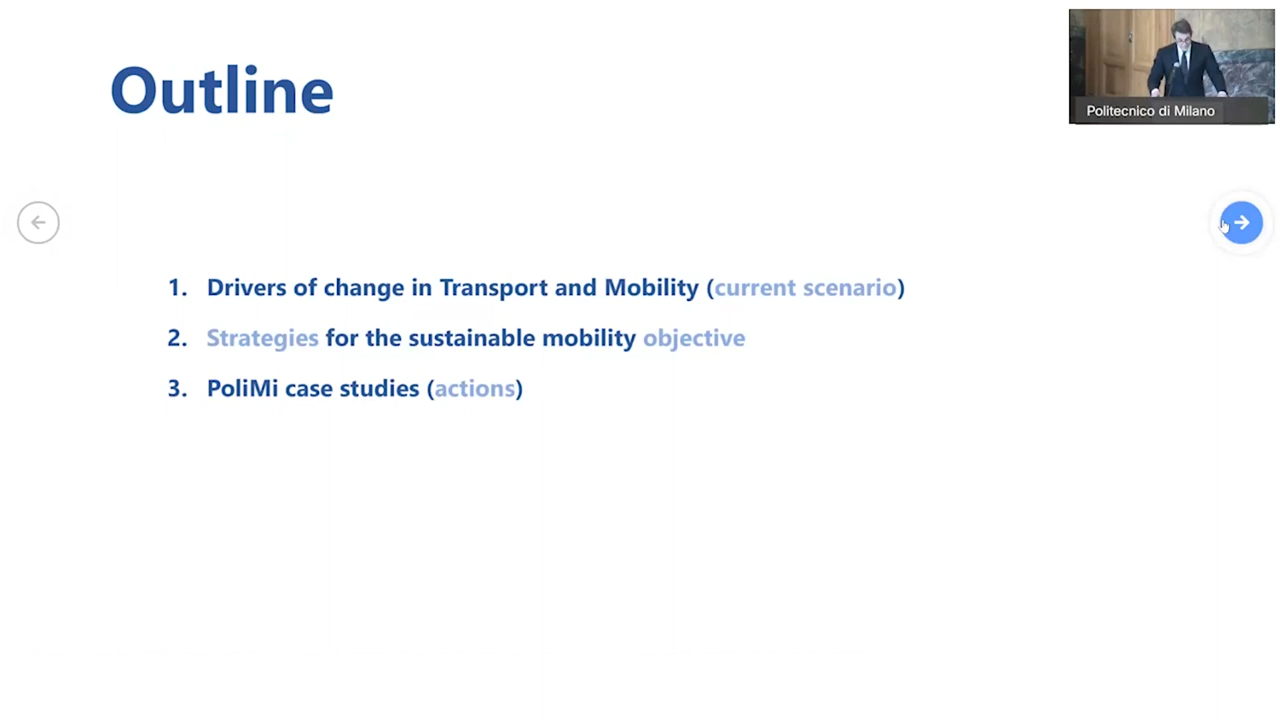 Outline
Politecnico di Milano
1. Drivers of change in Transport and Mobility (current scenario)
2. Strategies for the sustainable mobility objective
3. PoliMi case studies (actions)